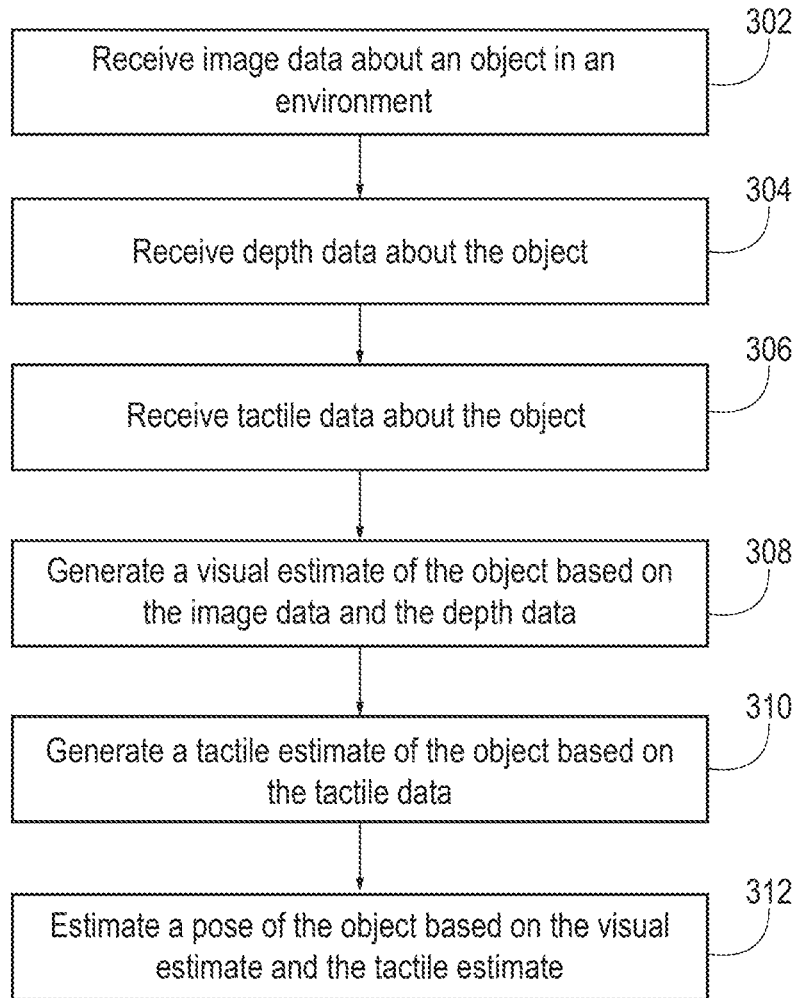 302
Receive image data about an object in an
environment
304
Receive depth data about the object
306
Receive tactile data about the object
308
Generate a visual estimate of the object based on
the image data and the depth data
310
Generate a tactile estimate of the object based on
the tactile data
312
Estimate a pose of the object based on the visual
estimate and the tactile estimate